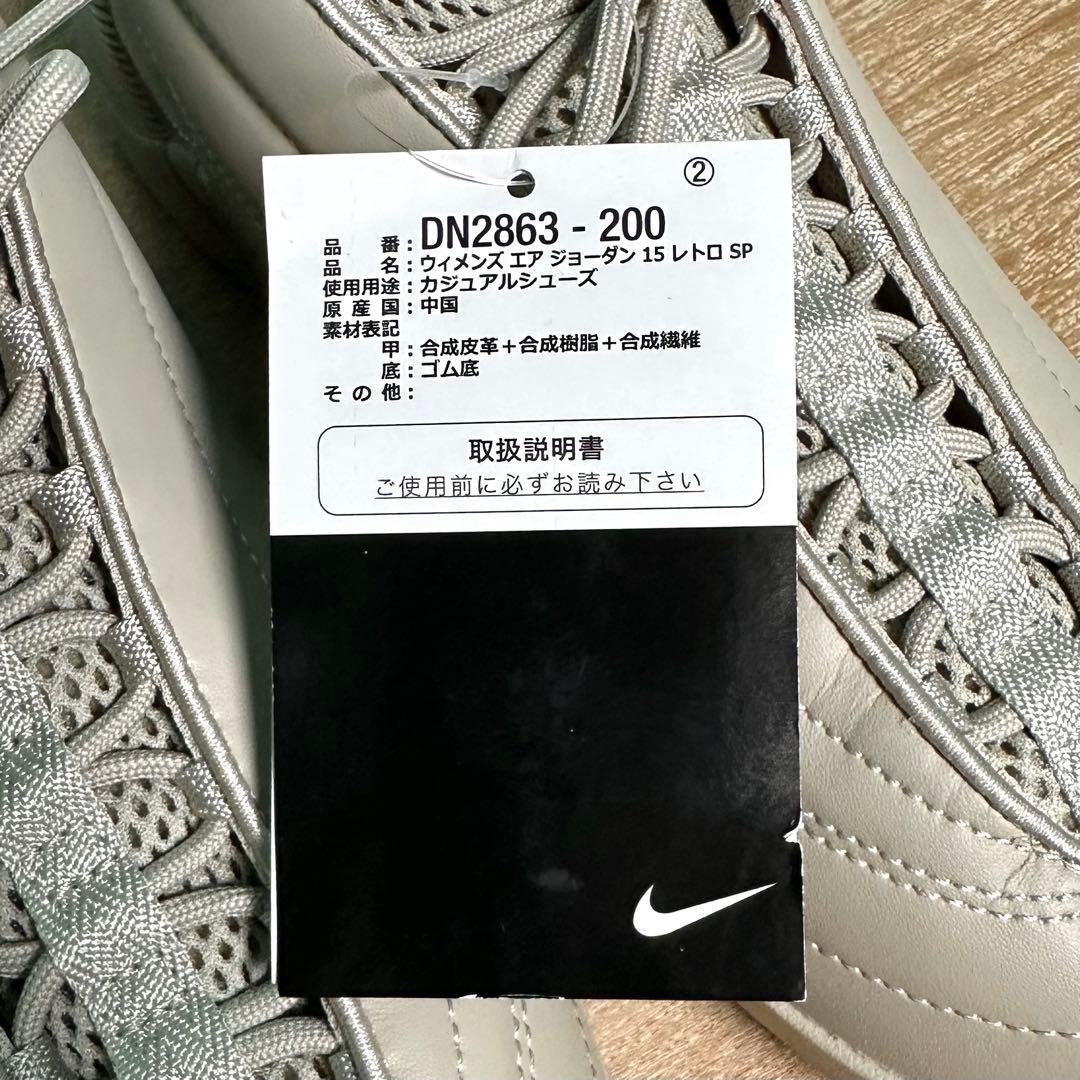 ②
品 番：DN2863 - 200
品 名：ウィメンズ エア ジョーダン 15 レトロ SP
使用用途：カジュアルシューズ
原 産 国：中国
素材表記
甲：合成皮革＋合成樹脂＋合成繊維
底：ゴム底
そ の 他：
取扱説明書
ご使用前に必ずお読み下さい